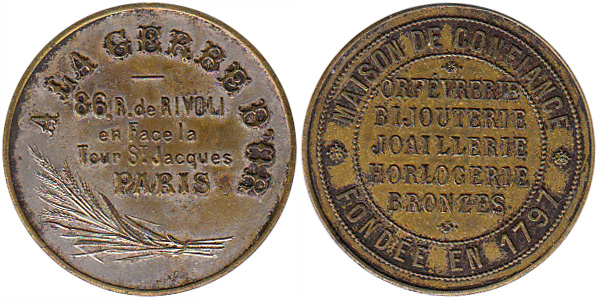 A LA GERBE D'OR
86, R. de RIVOLI
en Face la
Tour St. Jacques
PARIS
MAISON DE CONFIANCE
ORFÉVRERIE
BIJOUTERIE
JOAILLERIE
HORLOGERIE
BRONZES
FONDÉE EN 1797